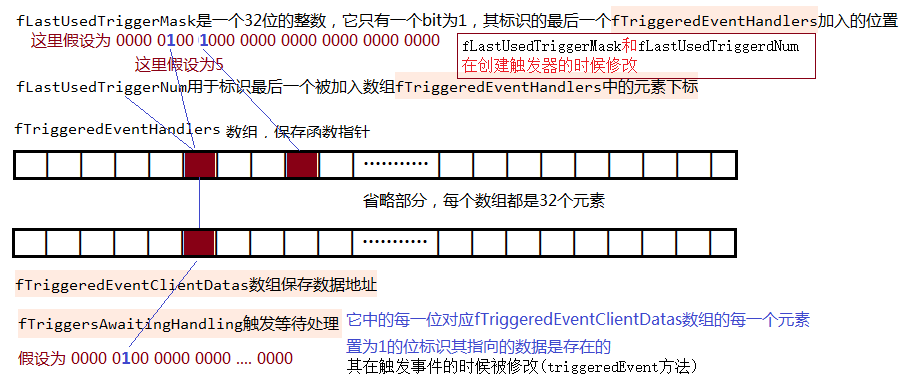 fLastUsedTriggerMask是一个32位的整数，它只有一个bit为1，其标识的最后一个fTriggeredEventHandlers加入的位置
这里假设为 0000 0100 1000 0000 0000 0000 0000 0000
fLastUsedTriggerMask和fLastUsedTriggerdNum
在创建触发器的时候修改
这里假设为5
fLastUsedTriggerNum用于标识最后一个被加入数组fTriggeredEventHandlers中的元素下标
fTriggeredEventHandlers 数组，保存函数指针
省略部分，每个数组都是32个元素
fTriggeredEventClientDatas数组保存数据地址
fTriggersAwaitingHandling触发等待处理
它中的每一位对应fTriggeredEventClientDatas数组的每一个元素
置为1的位标识其指向的数据是存在的
假设为 0000 0100 0000 0000 .... 0000
其在触发事件的时候被修改(triggeredEvent方法)